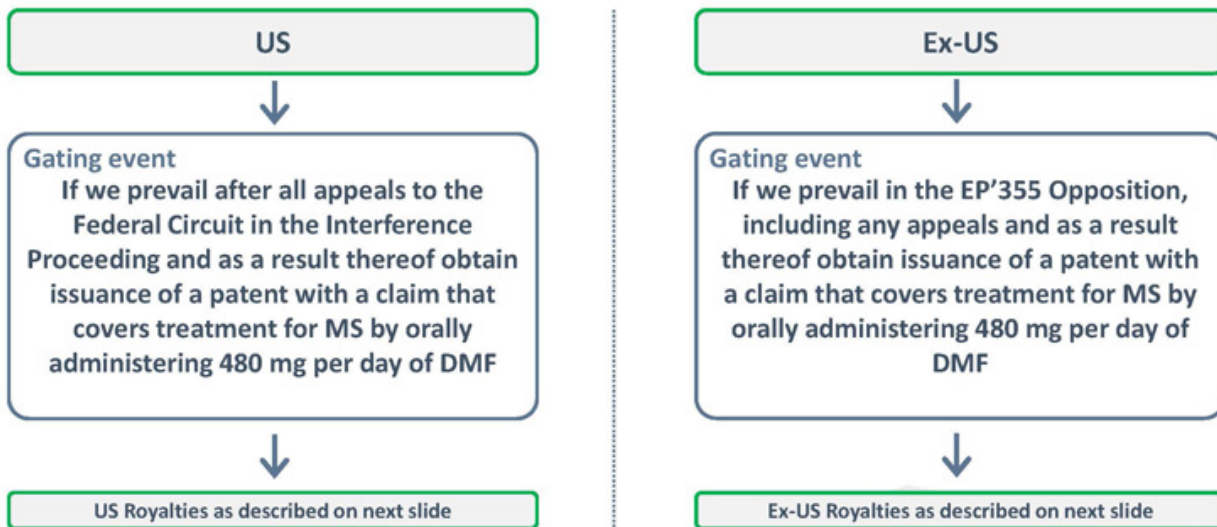 US
Gating event
If we prevail after all appeals to the
Federal Circuit in the Interference
Proceeding and as a result thereof obtain
issuance of a patent with a claim that
covers treatment for MS by orally
administering 480 mg per day of DMF
US Royalties as described on next slide
Ex-US
Gating event
If we prevail in the EP’355 Opposition,
including any appeals and as a result
thereof obtain issuance of a patent with
a claim that covers treatment for MS by
orally administering 480 mg per day of
DMF
Ex-US Royalties as described on next slide